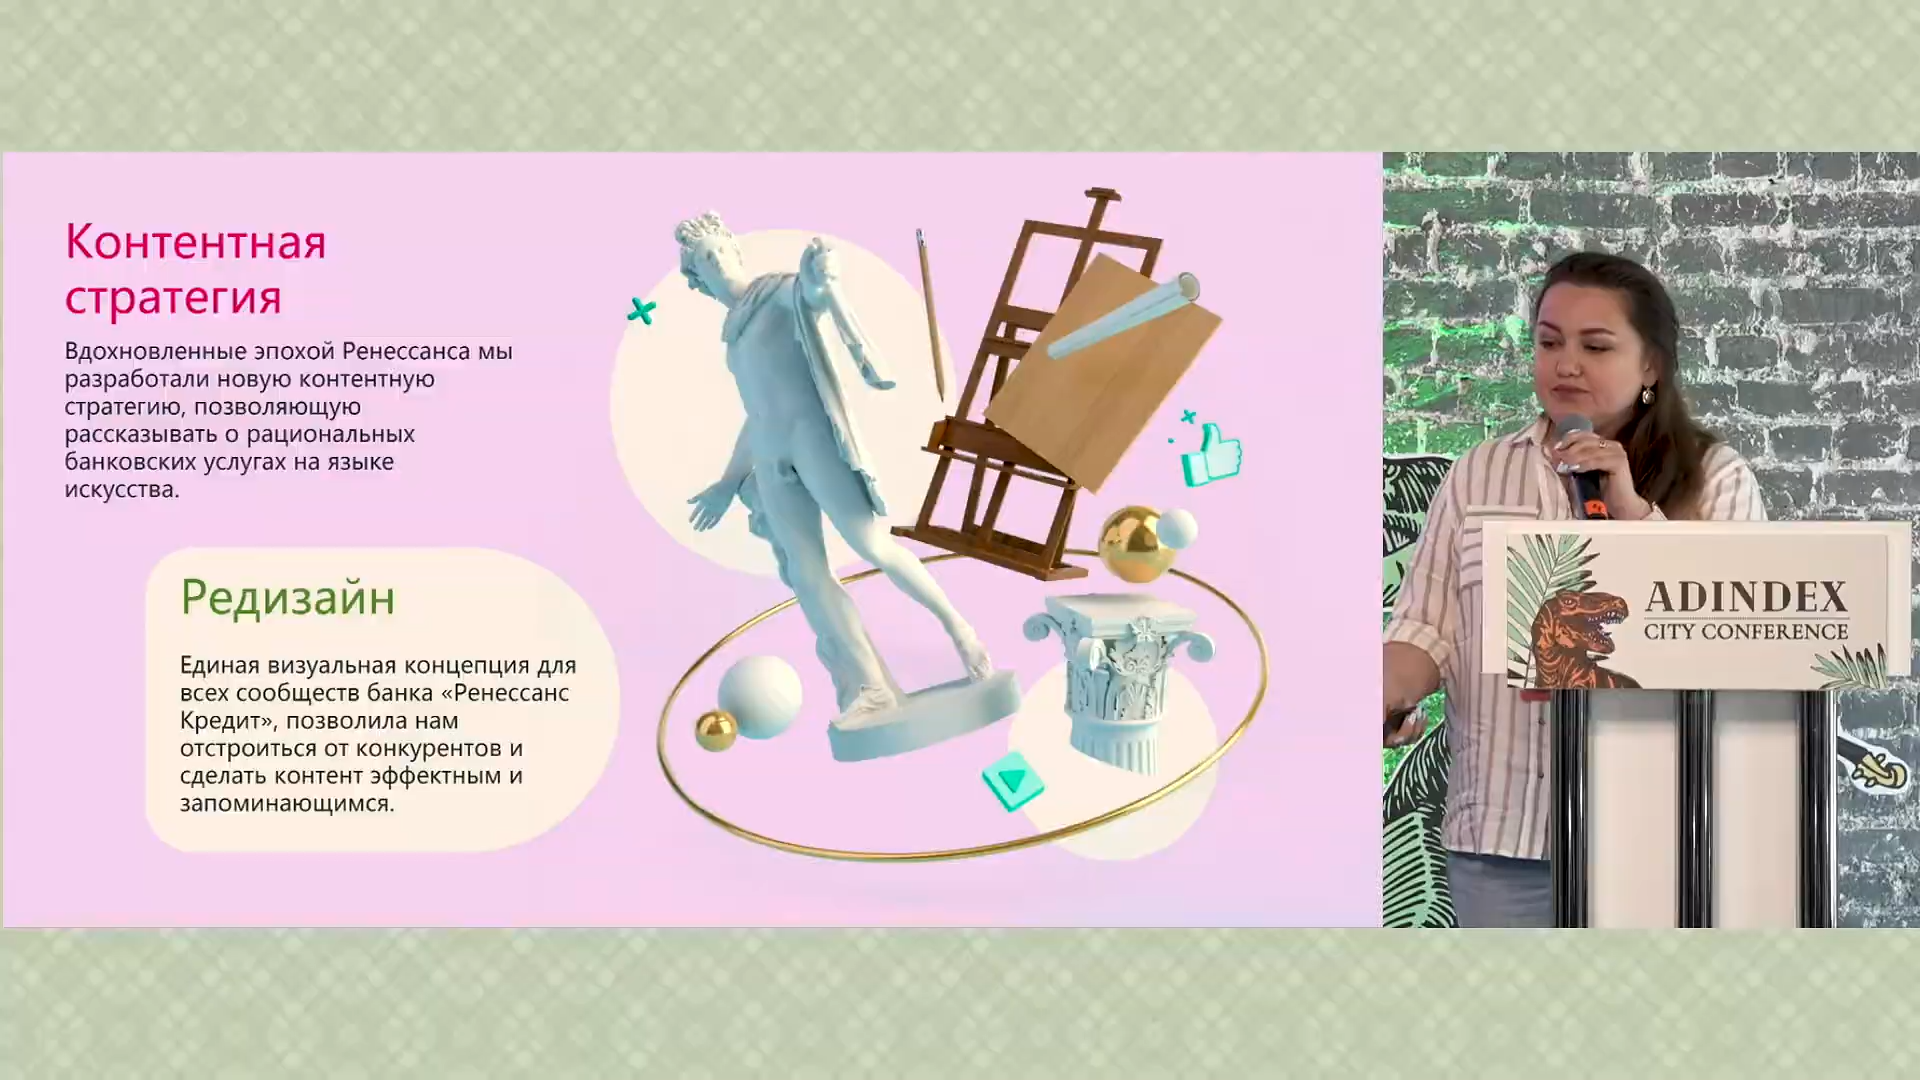 Контентная
стратегия
Вдохновленные эпохой Ренессанса мы
разработали новую контентную
стратегию, позволяющую
рассказывать о рациональных
банковских услугах на языке
искусства.
Редизайн
Единая визуальная концепция для
всех сообществ банка «Ренессанс
Кредит», позволила нам
отстроиться от конкурентов и
сделать контент эффектным и
запоминающимся.
ADINDEX
CITY CONFERENCE